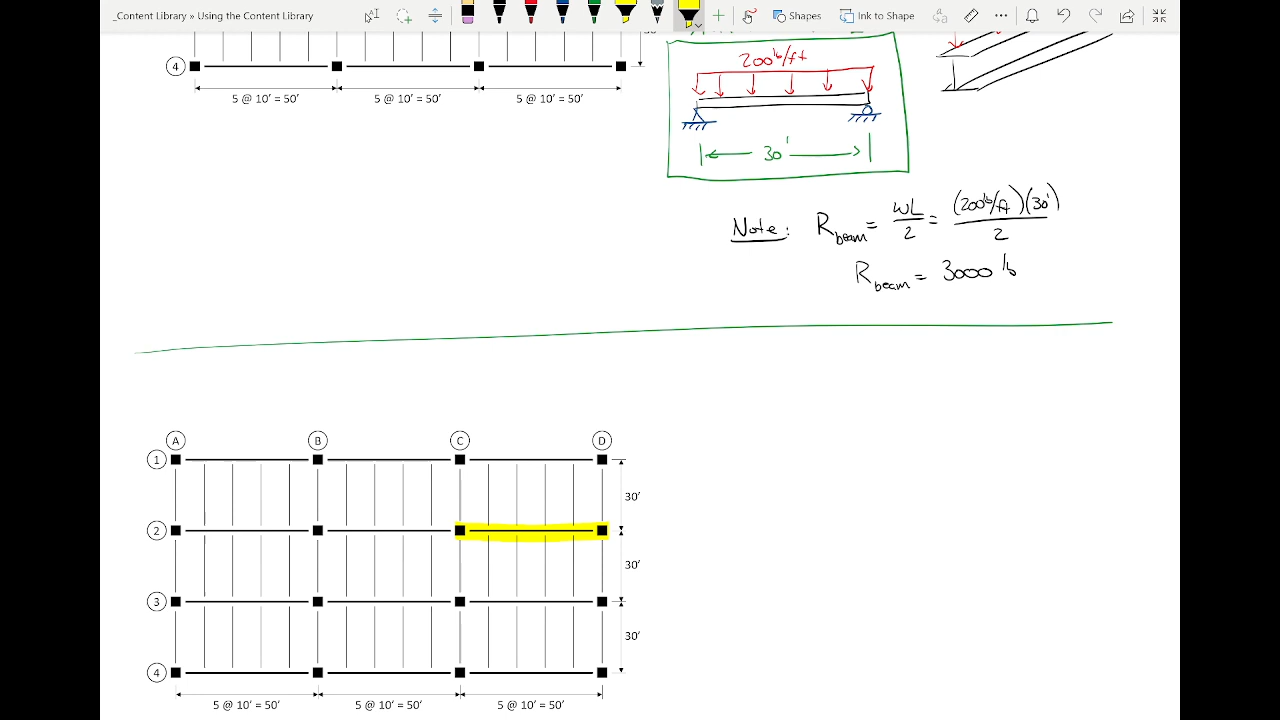 _Content Library » Using the Content Library
Shapes
Ink to Shape
4
5 @ 10’ = 50’
5 @ 10’ = 50’
5 @ 10’ = 50’
200 lb/ft
30'
Note: R beam = wL/2 = (200 lb/ft)(30')/2
R beam = 3000 lb
A B C D
1
30’
2
30’
3
30’
4
5 @ 10’ = 50’
5 @ 10’ = 50’
5 @ 10’ = 50’